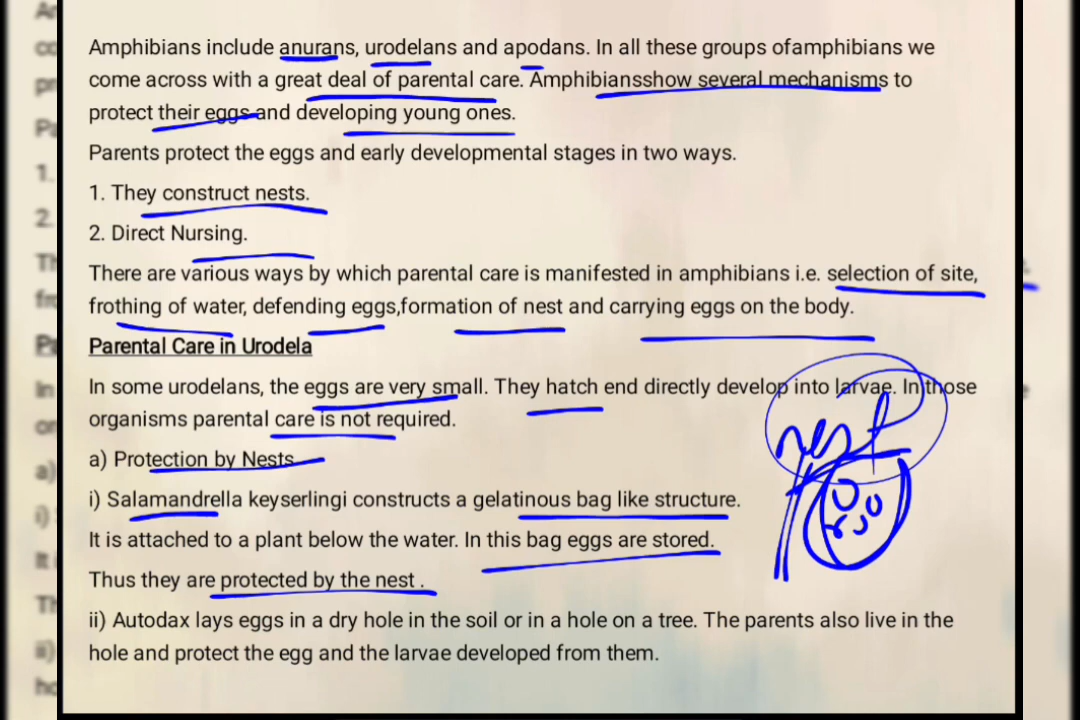 Amphibians include anurans, urodelans and apodans. In all these groups ofamphibians we
come across with a great deal of parental care. Amphibiansshow several mechanisms to
protect their eggs and developing young ones.
Parents protect the eggs and early developmental stages in two ways.
1. They construct nests.
2. Direct Nursing.
There are various ways by which parental care is manifested in amphibians i.e. selection of site,
frothing of water, defending eggs,formation of nest and carrying eggs on the body.
Parental Care in Urodela
In some urodelans, the eggs are very small. They hatch end directly develop into larvae. In those
organisms parental care is not required.
a) Protection by Nests
nest
i) Salamandrella keyserlingi constructs a gelatinous bag like structure.
It is attached to a plant below the water. In this bag eggs are stored.
Thus they are protected by the nest .
ii) Autodax lays eggs in a dry hole in the soil or in a hole on a tree. The parents also live in the
hole and protect the egg and the larvae developed from them.